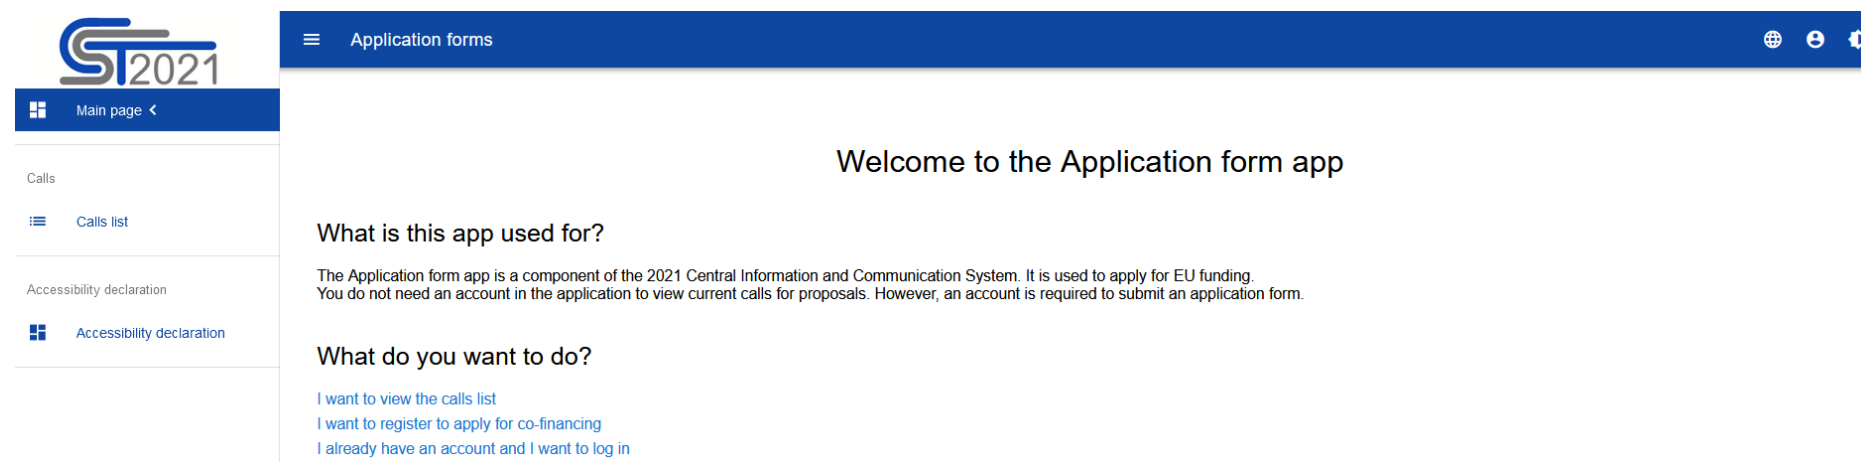 CST2021
Application forms
Main page
Calls
Calls list
Accessibility declaration
Accessibility declaration
Welcome to the Application form app
What is this app used for?
The Application form app is a component of the 2021 Central Information and Communication System. It is used to apply for EU funding.
You do not need an account in the application to view current calls for proposals. However, an account is required to submit an application form.
What do you want to do?
I want to view the calls list
I want to register to apply for co-financing
I already have an account and I want to log in